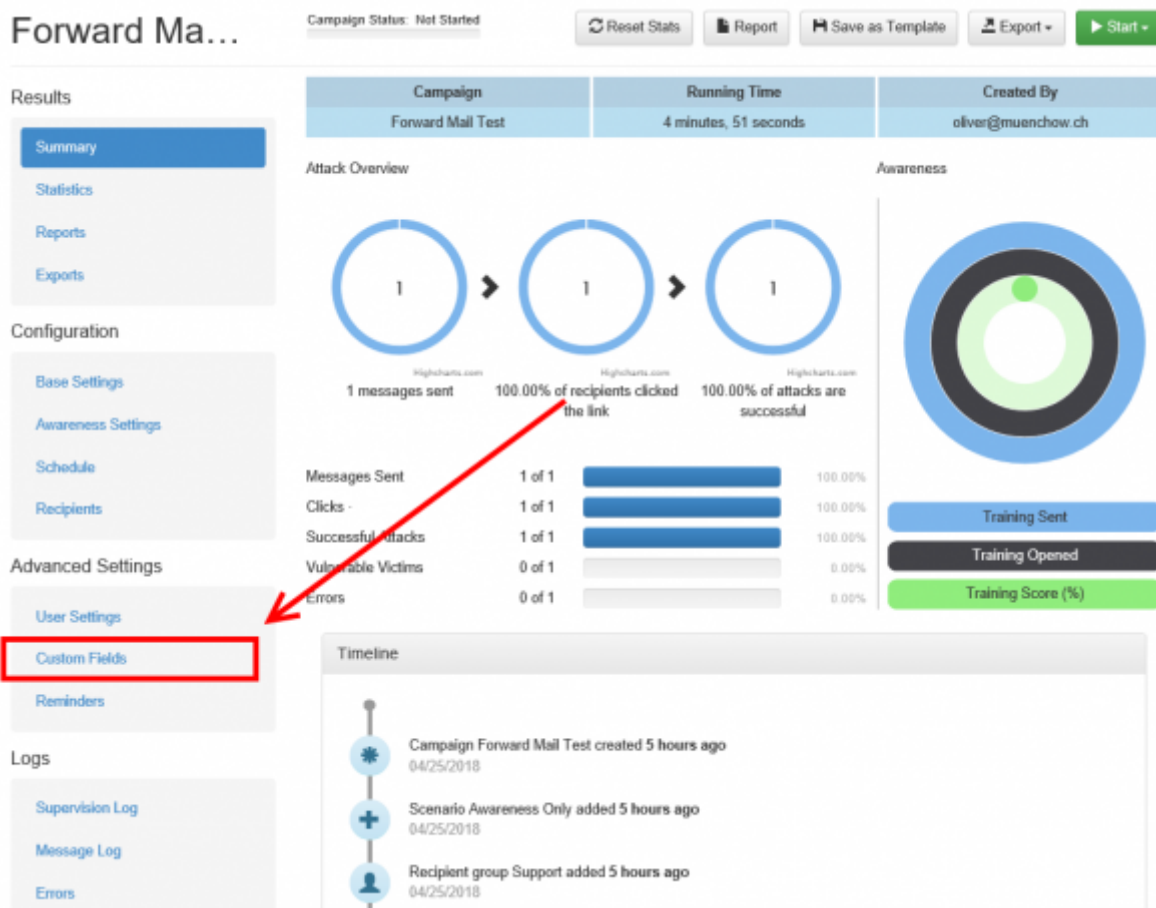 Forward Ma...
Campaign Status: Not Started
Reset Stats
Report
Save as Template
Export
Start
Results
Summary
Statistics
Reports
Exports
Configuration
Base Settings
Awareness Settings
Schedule
Recipients
Advanced Settings
User Settings
Custom Fields
Reminders
Logs
Supervision Log
Message Log
Errors
Campaign
Running Time
Created By
Forward Mail Test
4 minutes, 51 seconds
oliver@muenchow.ch
Attack Overview
Awareness
1
1
1
Highcharts.com
Highcharts.com
Highcharts.com
1 messages sent
100.00% of recipients clicked
the link
100.00% of attacks are
successful
Messages Sent 1 of 1 100.00%
Clicks - 1 of 1 100.00%
Successful Attacks 1 of 1 100.00%
Vulnerable Victims 0 of 1 0.00%
Errors 0 of 1 0.00%
Training Sent
Training Opened
Training Score (%)
Timeline
Campaign Forward Mail Test created 5 hours ago
04/25/2018
Scenario Awareness Only added 5 hours ago
04/25/2018
Recipient group Support added 5 hours ago
04/25/2018